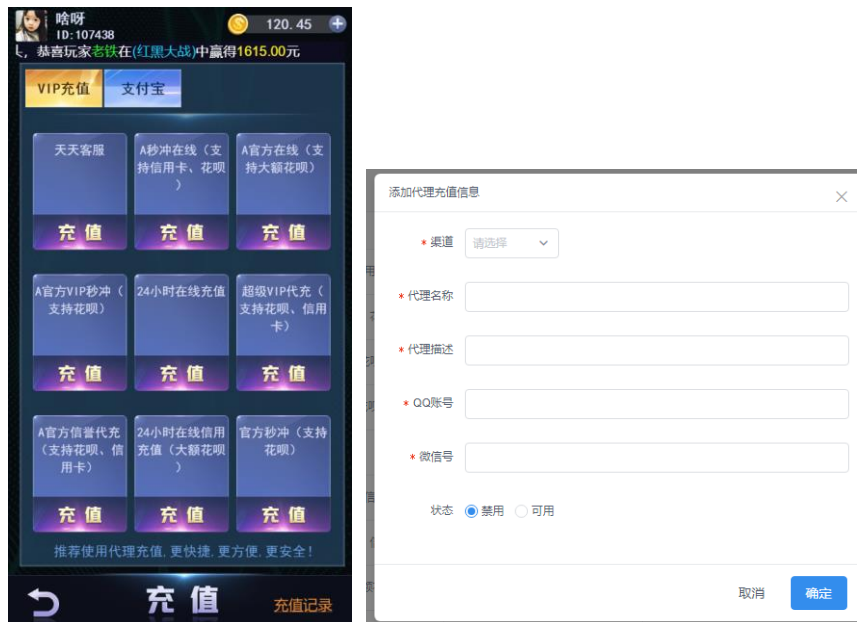 啥呀
ID:107438
120.45
，恭喜玩家老铁在(红黑大战)中赢得1615.00元
VIP充值
支付宝
天天客服
充值
A秒冲在线（支
持信用卡、花呗
）
充值
A官方在线（支
持大额花呗）
充值
A官方VIP秒冲（
支持花呗）
充值
24小时在线充值
充值
超级VIP代充（
支持花呗、信用
卡）
充值
A官方信誉代充
（支持花呗、信
用卡）
充值
24小时在线信用
充值（大额花呗
）
充值
官方秒冲（支持
花呗）
充值
推荐使用代理充值,更快捷,更方便,更安全!
充值
充值记录
添加代理充值信息
* 渠道
请选择
* 代理名称
* 代理描述
* QQ账号
* 微信号
状态
禁用
可用
取消
确定